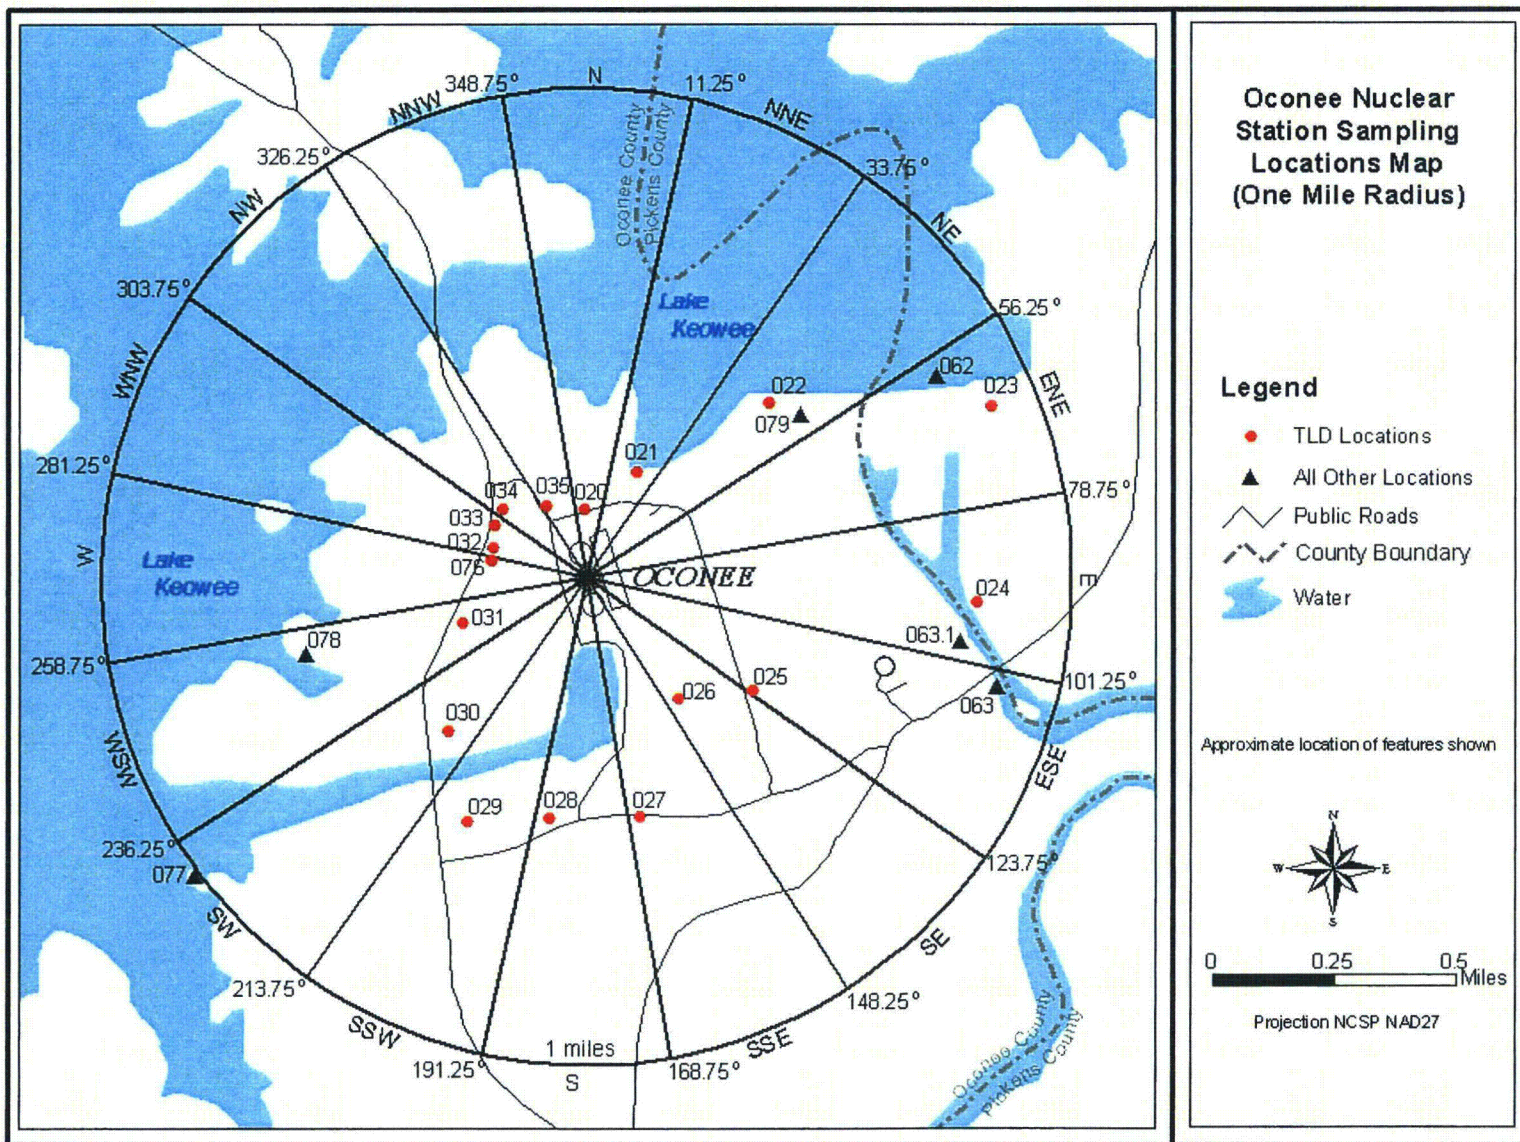 348.75°
N
11.25°
NNW
NNE
326.25°
33.75°
NW
NE
Oconee County
Pickens County
303.75°
56.25°
Lake
Keowee
WNW
ENE
062
023
022
079
021
281.25°
78.75°
034
035
020
033
032
076
W
E
Lake
Keowee
OCONEE
024
031
063.1
078
258.75°
101.25°
025
026
063
030
WSW
ESE
029
028
027
236.25°
123.75°
077
SW
SE
213.75°
148.25°
SSW
SSE
1 miles
191.25°
168.75°
S
Oconee County
Pickens County
Oconee Nuclear
Station Sampling
Locations Map
(One Mile Radius)
Legend
TLD Locations
All Other Locations
Public Roads
County Boundary
Water
Approximate location of features shown
N
W
E
S
0
0.25
0.5
Miles
Projection NCSP NAD27